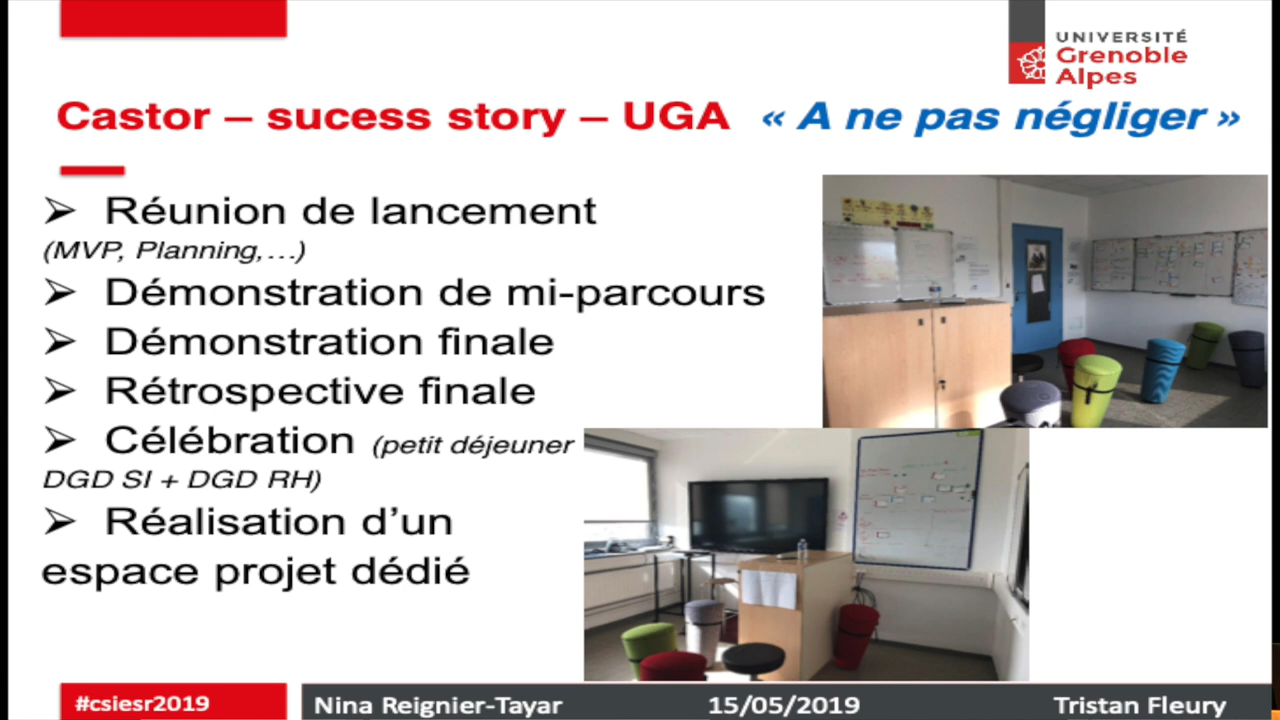 UNIVERSITÉ
Grenoble
Alpes
Castor – sucess story – UGA « A ne pas négliger »
➢ Réunion de lancement
(MVP, Planning,…)
➢ Démonstration de mi-parcours
➢ Démonstration finale
➢ Rétrospective finale
➢ Célébration (petit déjeuner
DGD SI + DGD RH)
➢ Réalisation d’un
espace projet dédié
#csiesr2019
Nina Reignier-Tayar 15/05/2019 Tristan Fleury